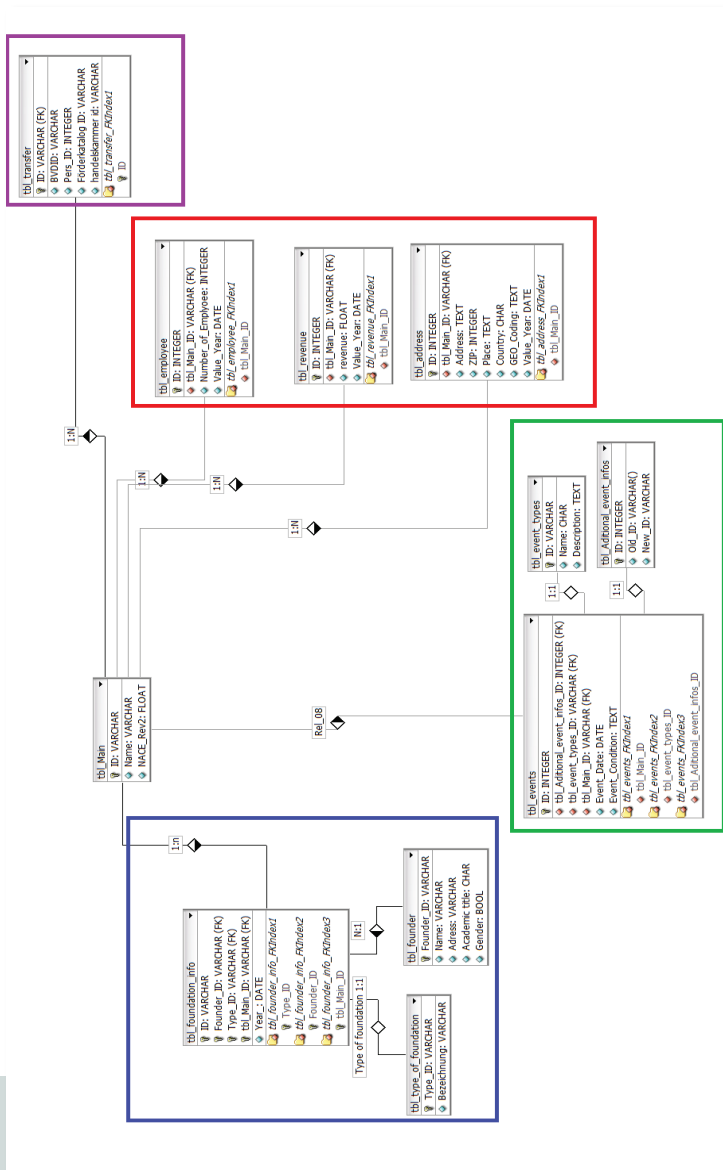 tbl_transfer
ID: VARCHAR (FK)
BVDID: VARCHAR
Pers_ID: INTEGER
Förderkatalog ID: VARCHAR
handelskammer id: VARCHAR
tbl_transfer_FKIndex1
ID
1:N
tbl_employee
ID: INTEGER
tbl_Main_ID: VARCHAR (FK)
Number_of_Emplyoee: INTEGER
Value_Year: DATE
tbl_employee_FKIndex1
tbl_Main_ID
1:N
tbl_revenue
ID: INTEGER
tbl_Main_ID: VARCHAR (FK)
revenue: FLOAT
Value_Year: DATE
tbl_revenue_FKIndex1
tbl_Main_ID
1:N
tbl_address
ID: INTEGER
tbl_Main_ID: VARCHAR (FK)
Address: TEXT
ZIP: INTEGER
Place: TEXT
Country: CHAR
GEO_Coding: TEXT
Value_Year: DATE
tbl_address_FKIndex1
tbl_Main_ID
1:N
tbl_Main
ID: VARCHAR
Name: VARCHAR
NACE_Rev2: FLOAT
Rel_08
tbl_event_types
ID: VARCHAR
Name: CHAR
Description: TEXT
1:1
tbl_Aditional_event_infos
ID: INTEGER
Old_ID: VARCHAR()
New_ID: VARCHAR
1:1
tbl_events
ID: INTEGER
tbl_Aditional_event_infos_ID: INTEGER (FK)
tbl_event_types_ID: VARCHAR (FK)
tbl_Main_ID: VARCHAR (FK)
Event_Date: DATE
Event_Condition: TEXT
tbl_events_FKIndex1
tbl_Main_ID
tbl_events_FKIndex2
tbl_event_types_ID
tbl_events_FKIndex3
tbl_Aditional_event_infos_ID
1:n
tbl_foundation_info
ID: VARCHAR
Founder_ID: VARCHAR (FK)
Type_ID: VARCHAR (FK)
tbl_Main_ID: VARCHAR (FK)
Year_: DATE
tbl_founder_info_FKIndex1
Type_ID
tbl_founder_info_FKIndex2
Founder_ID
tbl_founder_info_FKIndex3
tbl_Main_ID
N:1
tbl_founder
Founder_ID: VARCHAR
Name: VARCHAR
Adress: VARCHAR
Academic title: CHAR
Gender: BOOL
Type of foundation 1:1
tbl_type_of_foundation
Type_ID: VARCHAR
Bezeichnung: VARCHAR